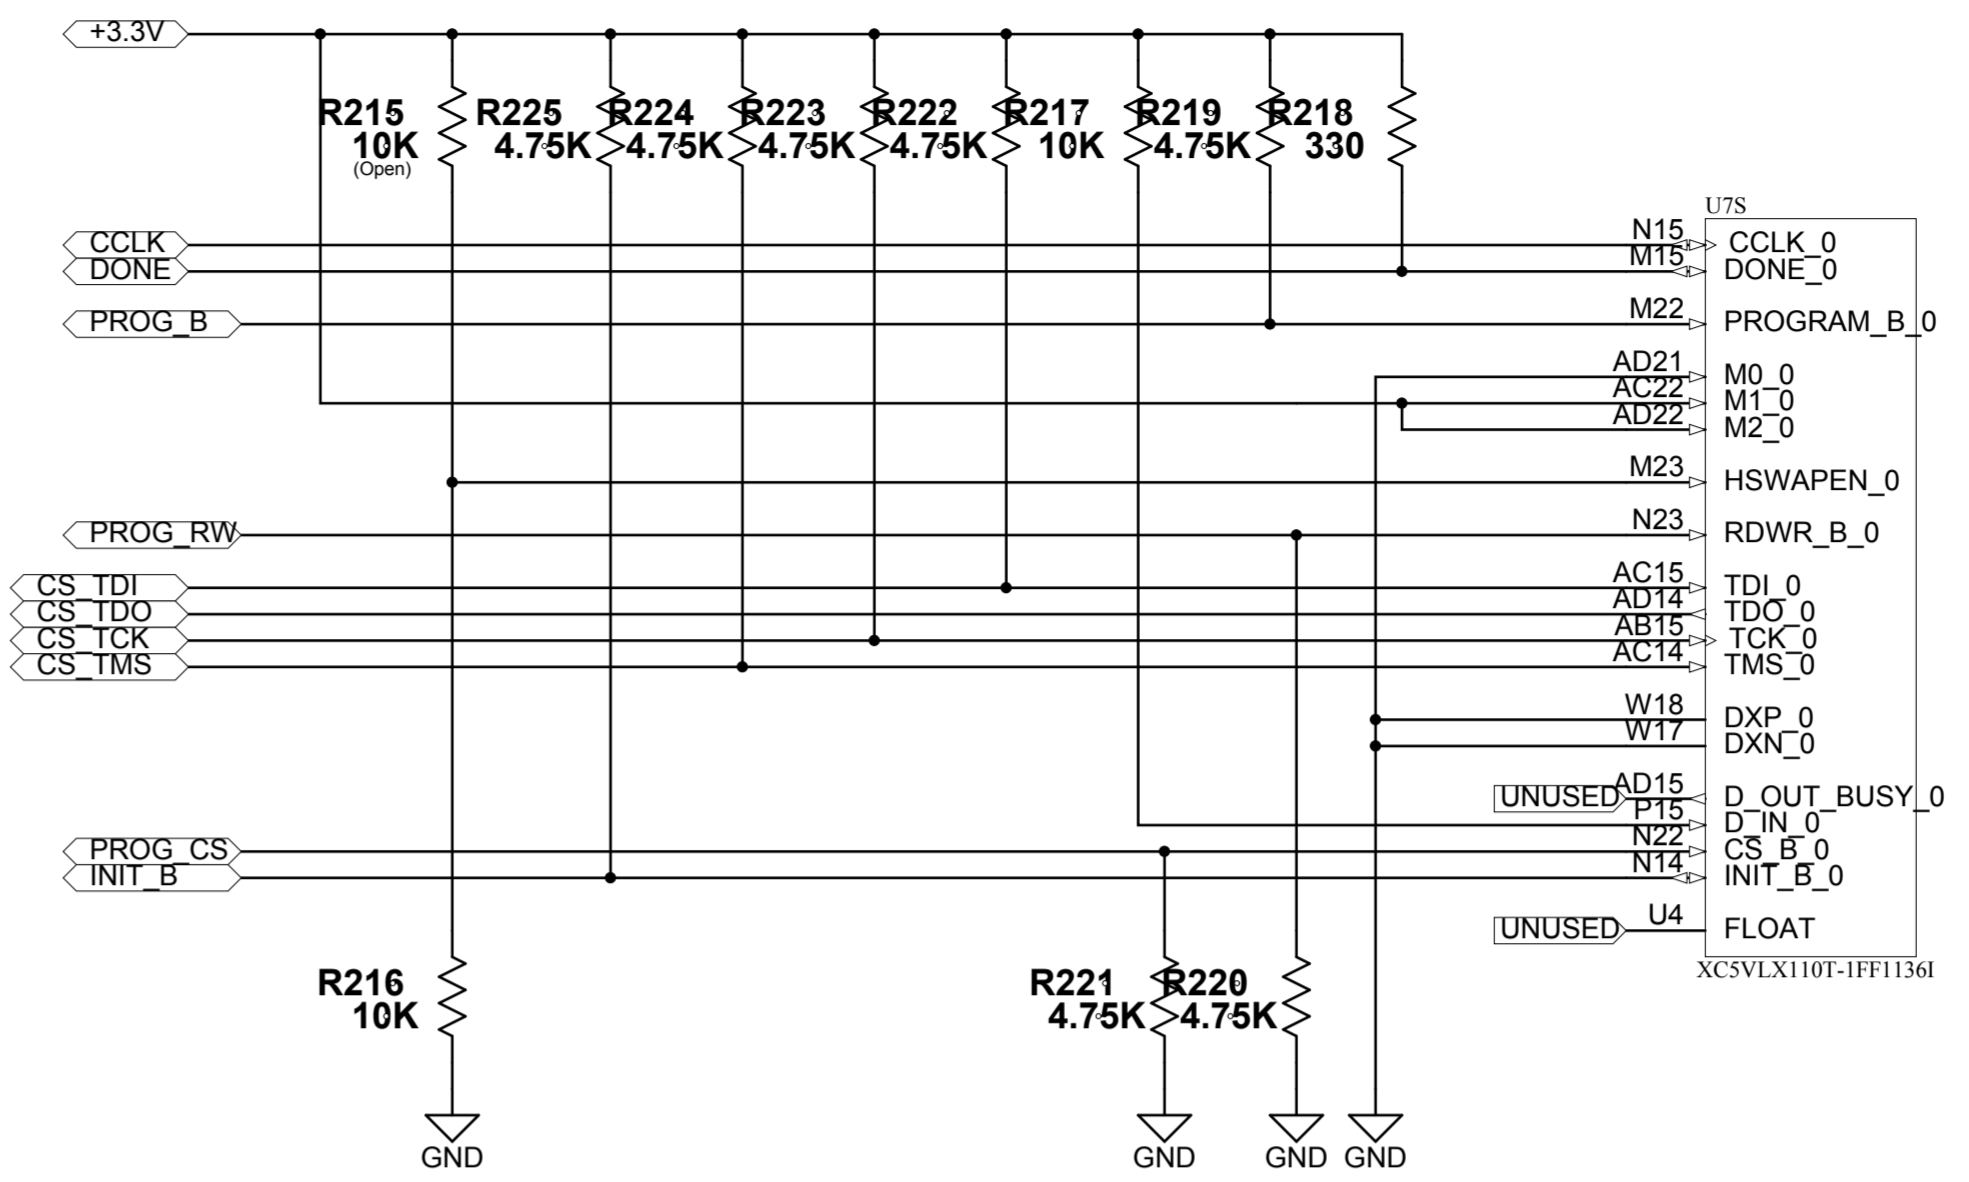 +3.3V
R215 R225 R224 R223 R222 R217 R219 R218
10K 4.75K 4.75K 4.75K 4.75K 10K 4.75K 330
(Open)
U7S
CCLK N15 CCLK_0
DONE M15 DONE_0
PROG_B M22 PROGRAM_B_0
AD21 M0_0
AC22 M1_0
AD22 M2_0
M23 HSWAPEN_0
PROG_RW N23 RDWR_B_0
CS_TDI AC15 TDI_0
CS_TDO AD14 TDO_0
CS_TCK AB15 TCK_0
CS_TMS AC14 TMS_0
W18 DXP_0
W17 DXN_0
UNUSED AD15 D_OUT_BUSY_0
P15 D_IN_0
PROG_CS N22 CS_B_0
INIT_B N14 INIT_B_0
UNUSED U4 FLOAT
XC5VLX110T-1FF1136I
R216 R221 R220
10K 4.75K 4.75K
GND GND GND GND